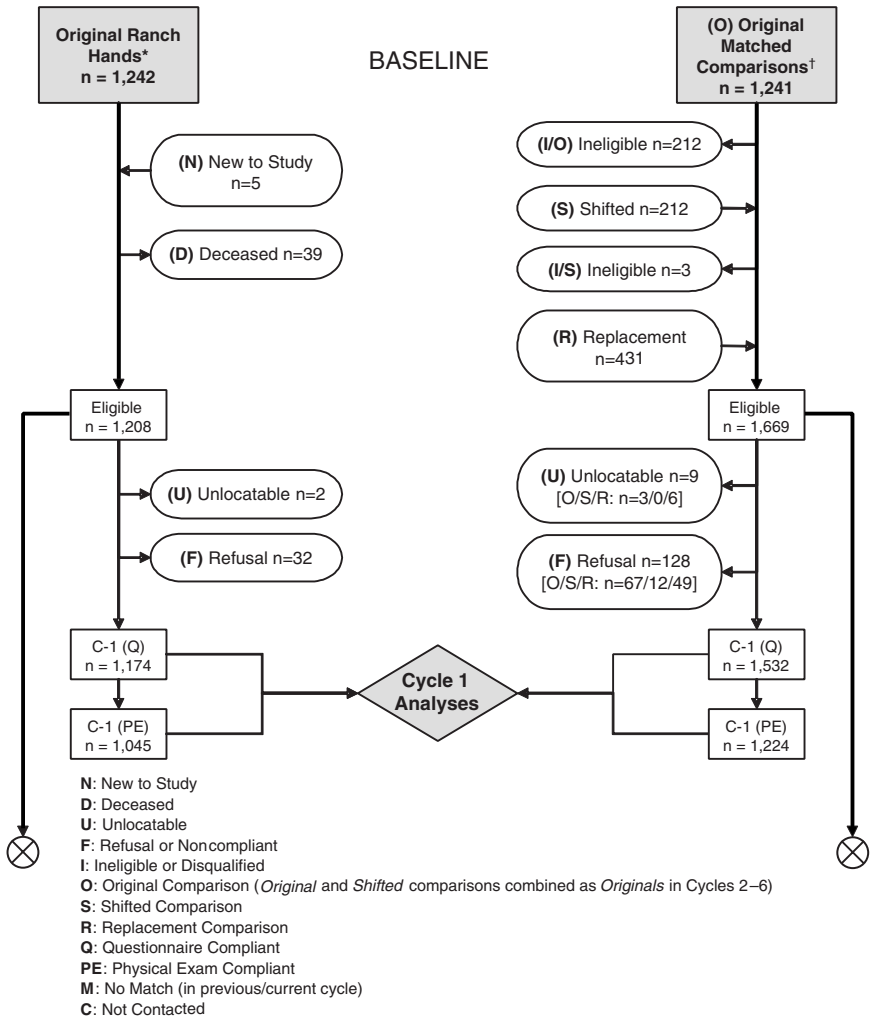 Original Ranch
Hands*
n = 1,242
BASELINE
(O) Original
Matched
Comparisons†
n = 1,241
(N) New to Study
n=5
(D) Deceased n=39
(I/O) Ineligible n=212
(S) Shifted n=212
(I/S) Ineligible n=3
(R) Replacement
n=431
Eligible
n = 1,208
Eligible
n = 1,669
(U) Unlocatable n=2
(F) Refusal n=32
(U) Unlocatable n=9
[O/S/R: n=3/0/6]
(F) Refusal n=128
[O/S/R: n=67/12/49]
C-1 (Q)
n = 1,174
C-1 (PE)
n = 1,045
Cycle 1
Analyses
C-1 (Q)
n = 1,532
C-1 (PE)
n = 1,224
N: New to Study
D: Deceased
U: Unlocatable
F: Refusal or Noncompliant
I: Ineligible or Disqualified
O: Original Comparison (Original and Shifted comparisons combined as Originals in Cycles 2–6)
S: Shifted Comparison
R: Replacement Comparison
Q: Questionnaire Compliant
PE: Physical Exam Compliant
M: No Match (in previous/current cycle)
C: Not Contacted